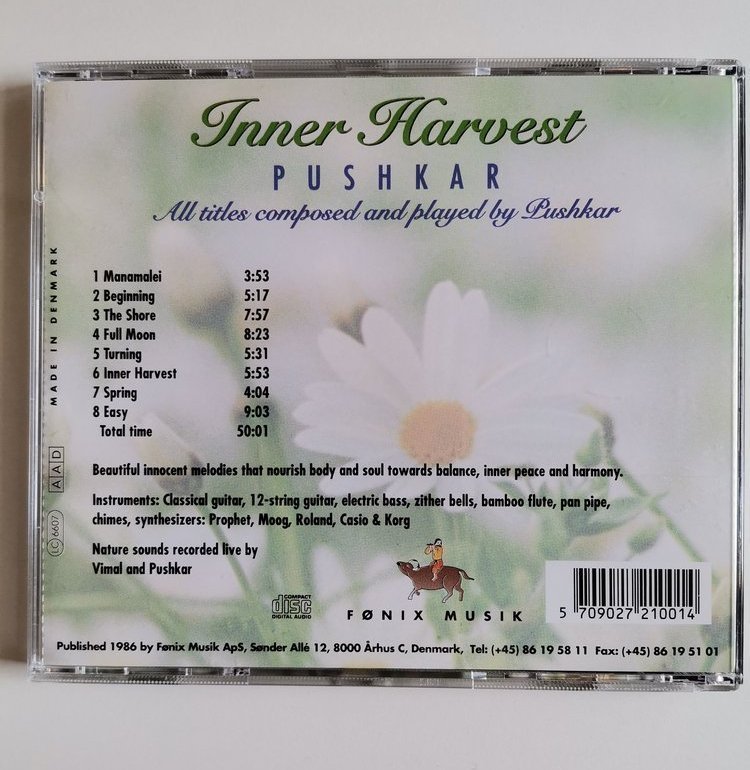 Inner Harvest
PUSHKAR
All titles composed and played by Pushkar
1 Manamalei 3:53
2 Beginning 5:17
3 The Shore 7:57
4 Full Moon 8:23
5 Turning 5:31
6 Inner Harvest 5:53
7 Spring 4:04
8 Easy 9:03
Total time 50:01
Beautiful innocent melodies that nourish body and soul towards balance, inner peace and harmony.
Instruments: Classical guitar, 12-string guitar, electric bass, zither bells, bamboo flute, pan pipe,
chimes, synthesizers: Prophet, Moog, Roland, Casio & Korg
Nature sounds recorded live by
Vimal and Pushkar
COMPACT
disc
DIGITAL AUDIO
FØNIX MUSIK
5 709027 210014
Published 1986 by Fønix Musik ApS, Sønder Allé 12, 8000 Århus C, Denmark, Tel: (+45) 86 19 58 11 Fax: (+45) 86 19 51 01
MADE IN DENMARK
AAD
LC 6607